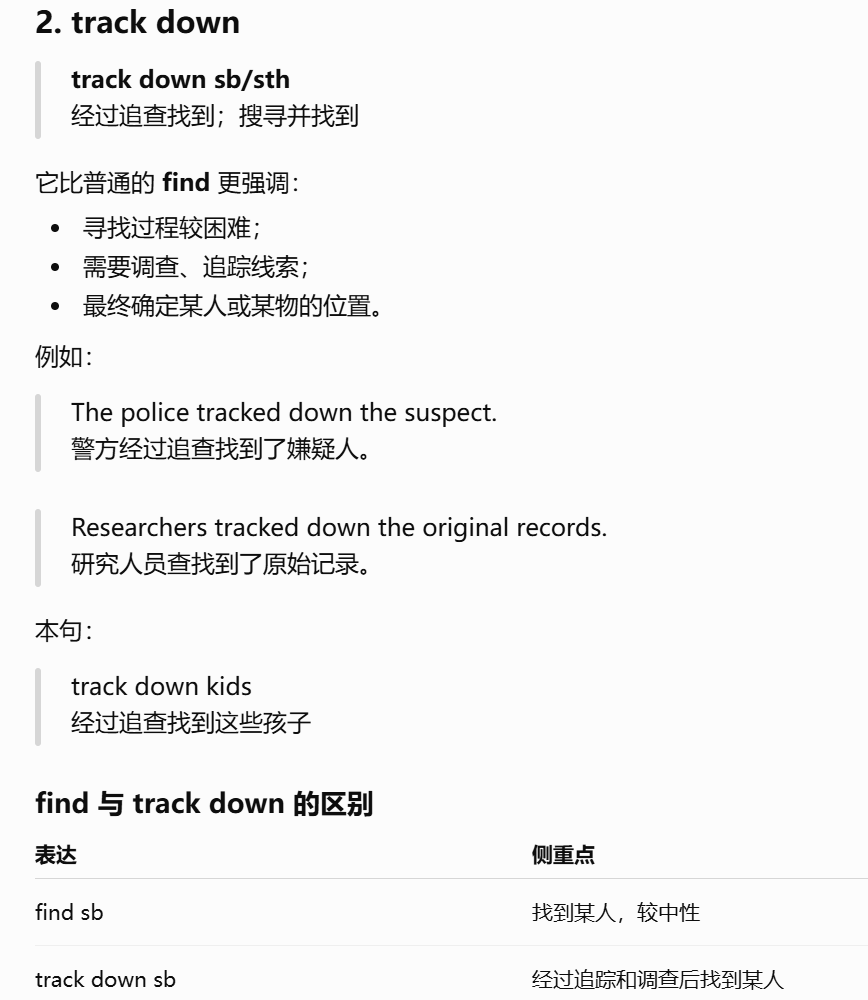 2. track down
track down sb/sth
经过追查找到；搜寻并找到
它比普通的 find 更强调：
• 寻找过程较困难；
• 需要调查、追踪线索；
• 最终确定某人或某物的位置。
例如：
The police tracked down the suspect.
警方经过追查找到了嫌疑人。
Researchers tracked down the original records.
研究人员查找到了原始记录。
本句：
track down kids
经过追查找到这些孩子
find 与 track down 的区别
表达 侧重点
find sb 找到某人，较中性
track down sb 经过追踪和调查后找到某人